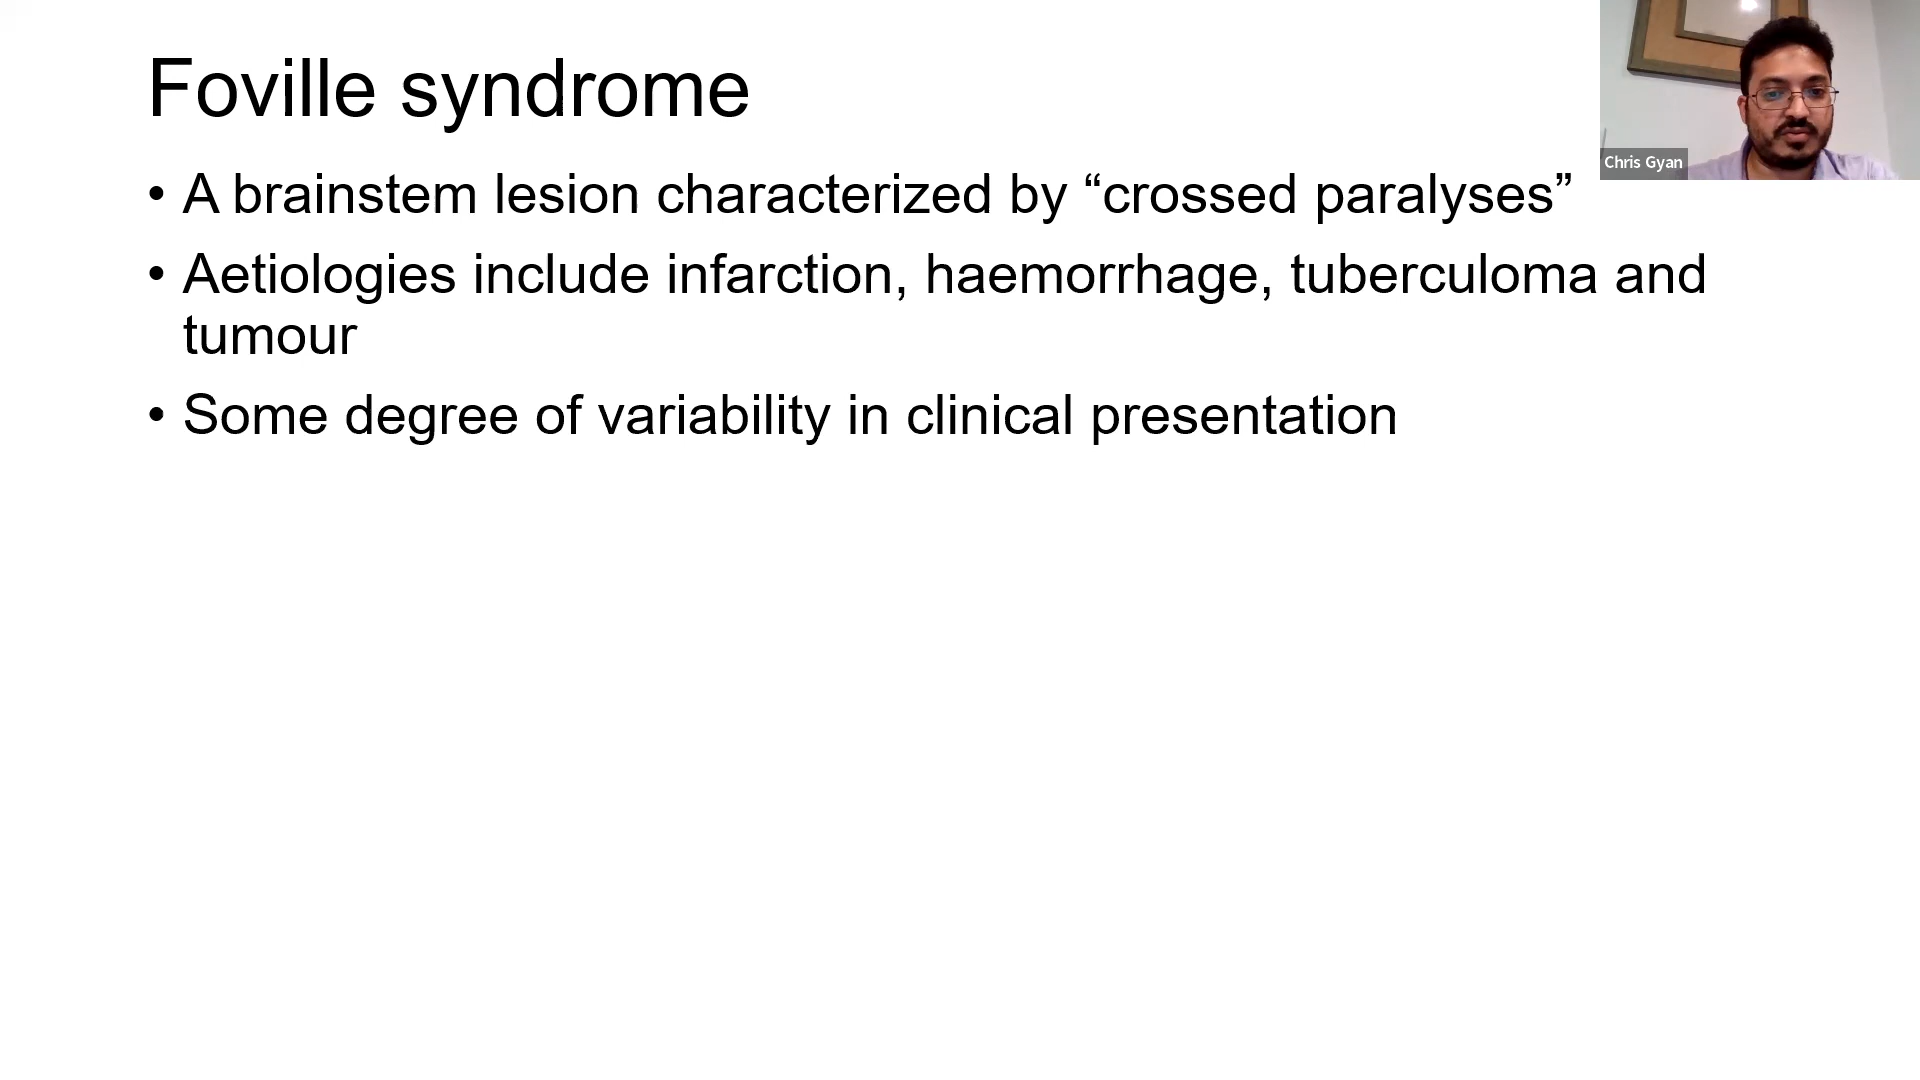 Foville syndrome
Chris Gyan
• A brainstem lesion characterized by “crossed paralyses”
• Aetiologies include infarction, haemorrhage, tuberculoma and
tumour
• Some degree of variability in clinical presentation